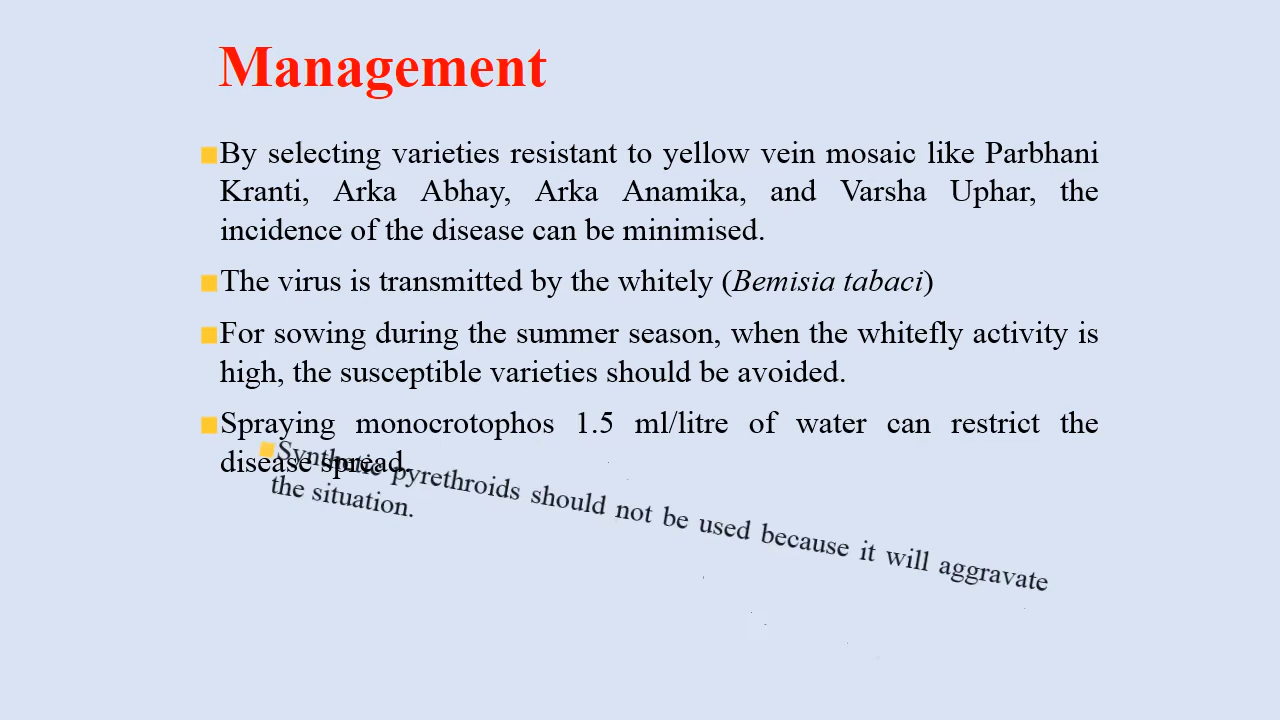 Management
By selecting varieties resistant to yellow vein mosaic like Parbhani
Kranti, Arka Abhay, Arka Anamika, and Varsha Uphar, the
incidence of the disease can be minimised.
The virus is transmitted by the whitely (Bemisia tabaci)
For sowing during the summer season, when the whitefly activity is
high, the susceptible varieties should be avoided.
Spraying monocrotophos 1.5 ml/litre of water can restrict the
disease spread.
Synthetic pyrethroids should not be used because it will aggravate
the situation.